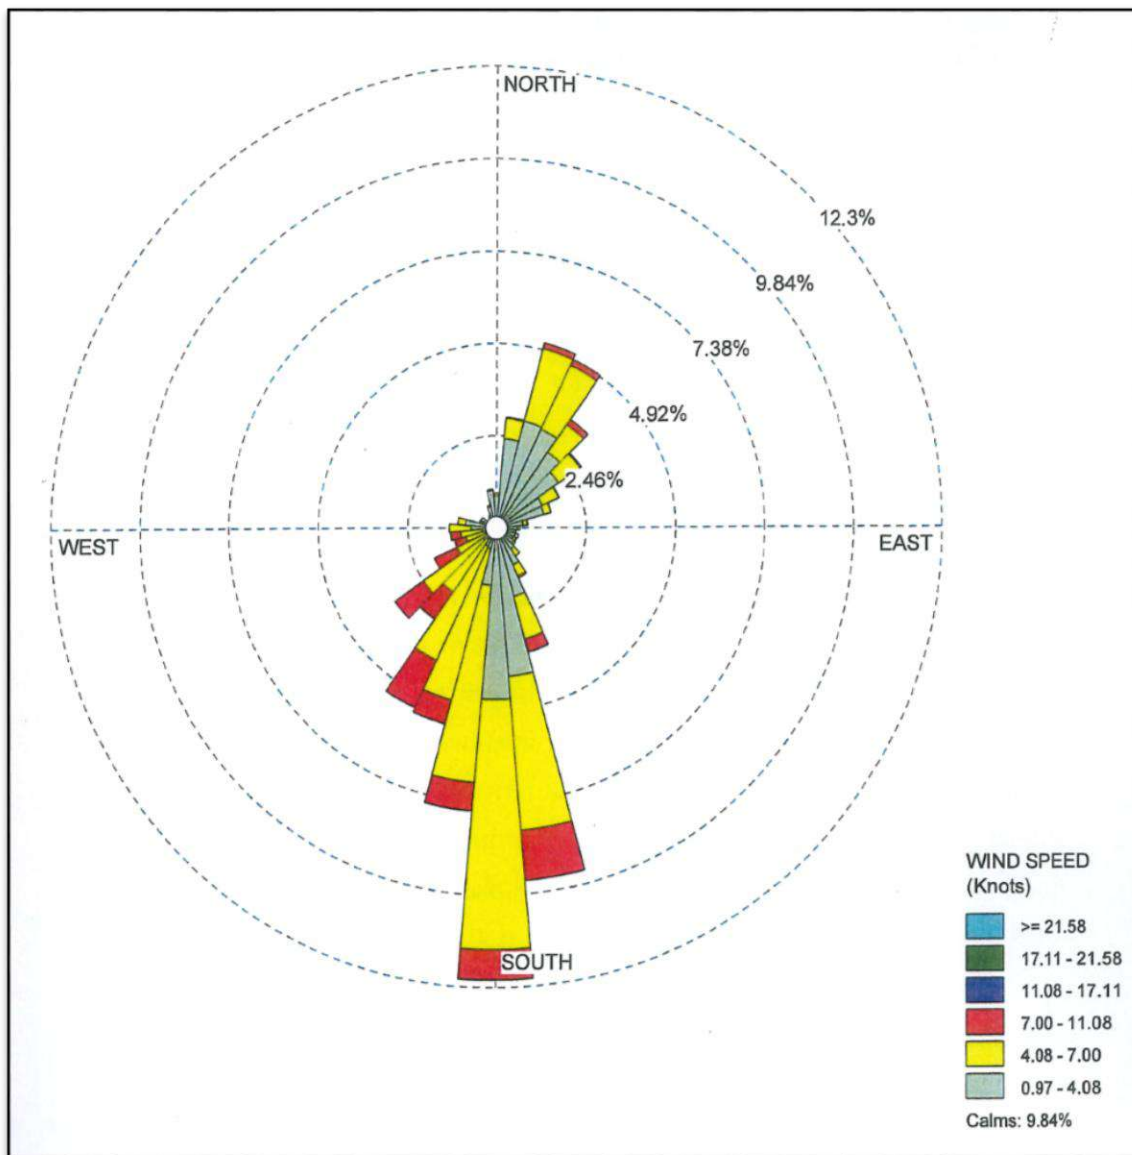 NORTH
12.3%
9.84%
7.38%
4.92%
2.46%
WEST
EAST
SOUTH
WIND SPEED
(Knots)
>= 21.58
17.11 - 21.58
11.08 - 17.11
7.00 - 11.08
4.08 - 7.00
0.97 - 4.08
Calms: 9.84%